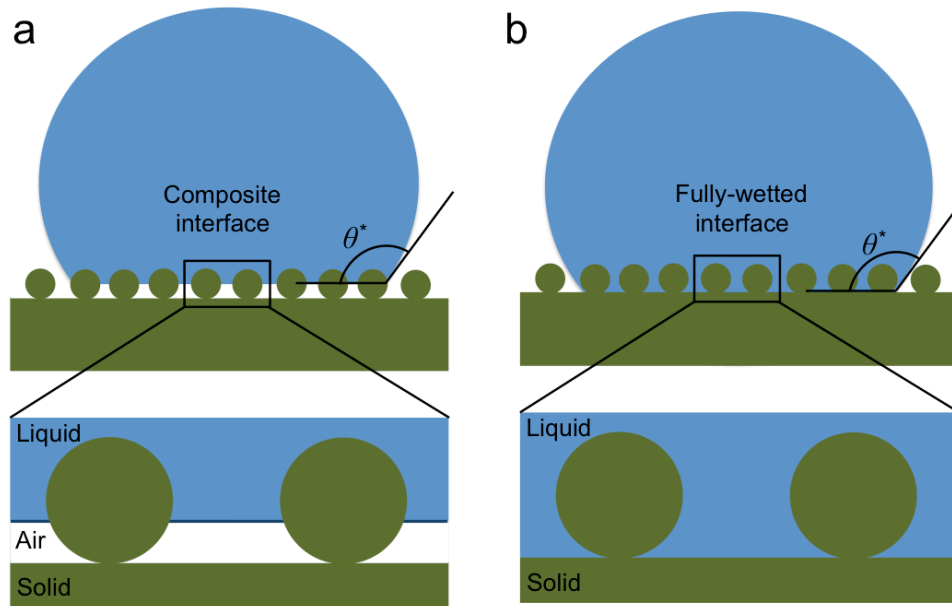 a
Composite
interface
θ*
Liquid
Air
Solid
b
Fully-wetted
interface
θ*
Liquid
Solid